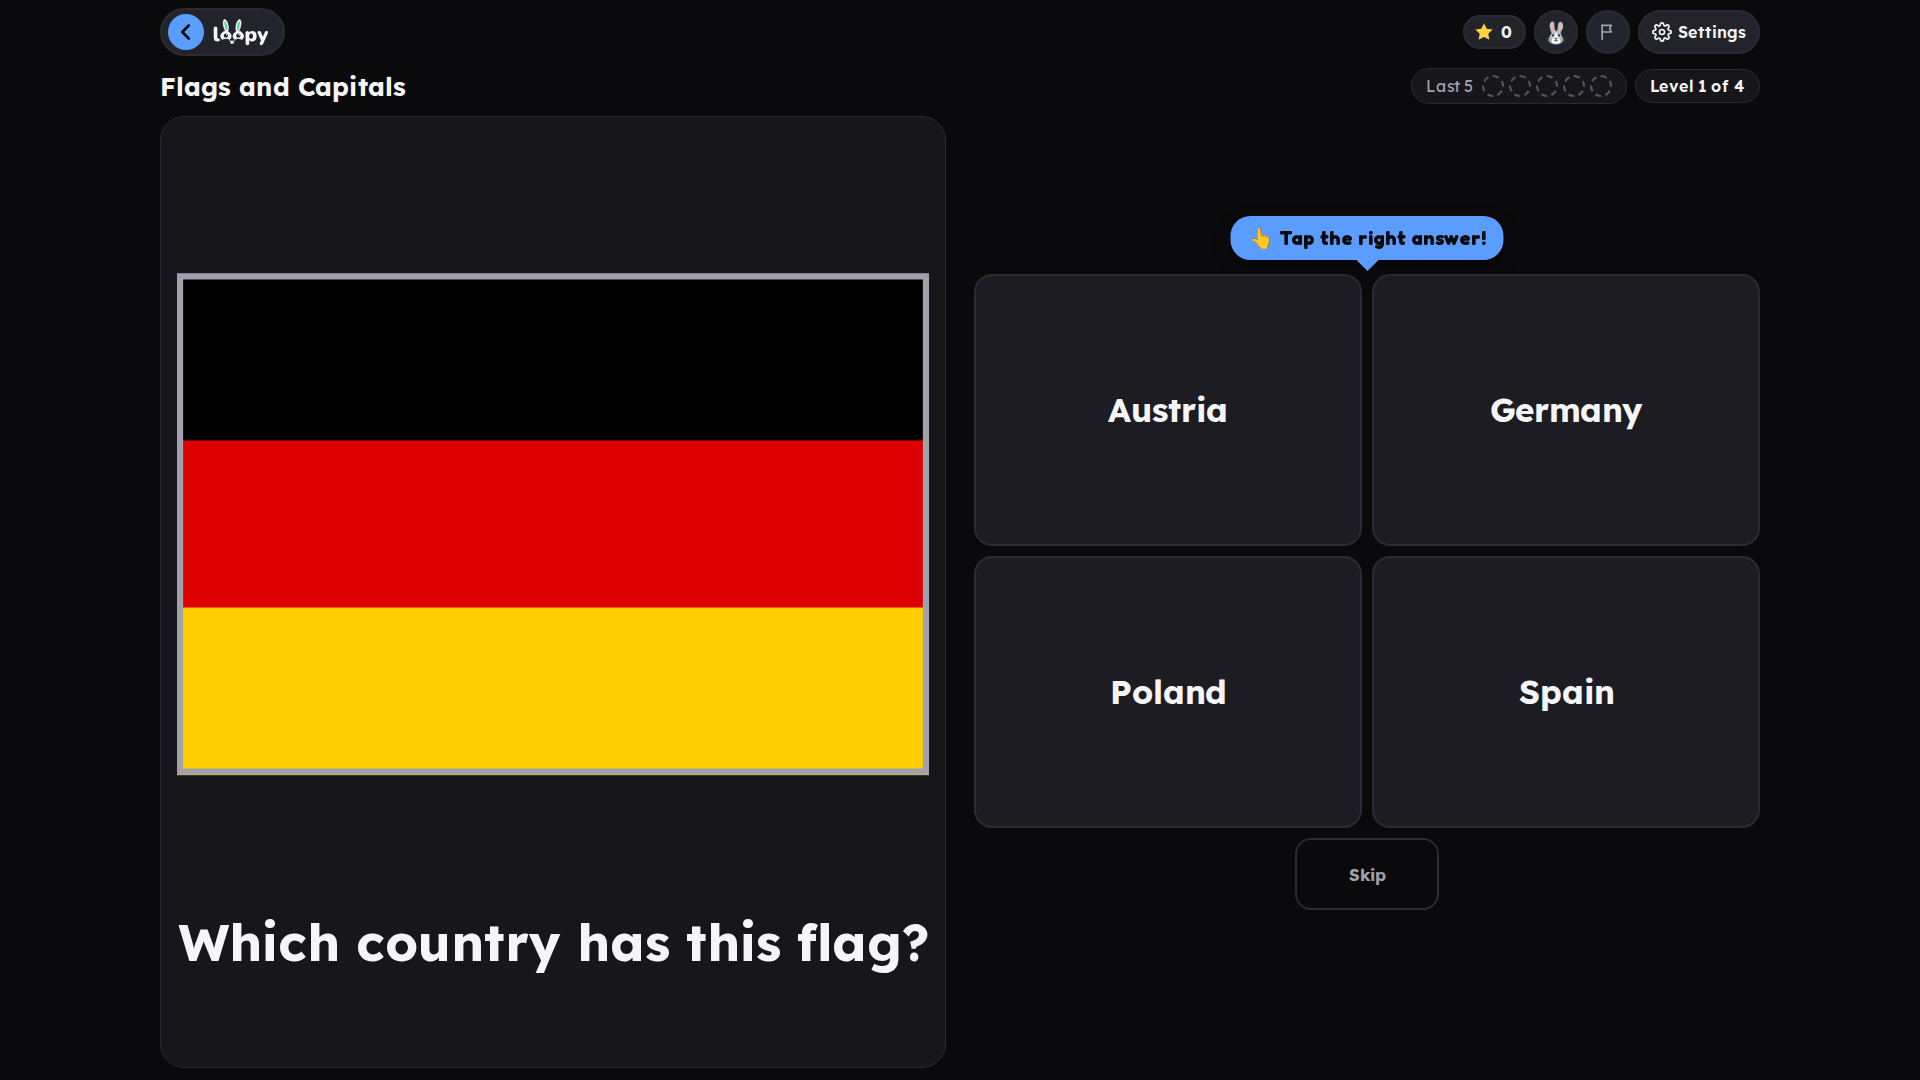 loopy
0
Settings
Flags and Capitals
Last 5
Level 1 of 4
👆 Tap the right answer!
Austria
Germany
Poland
Spain
Skip
Which country has this flag?